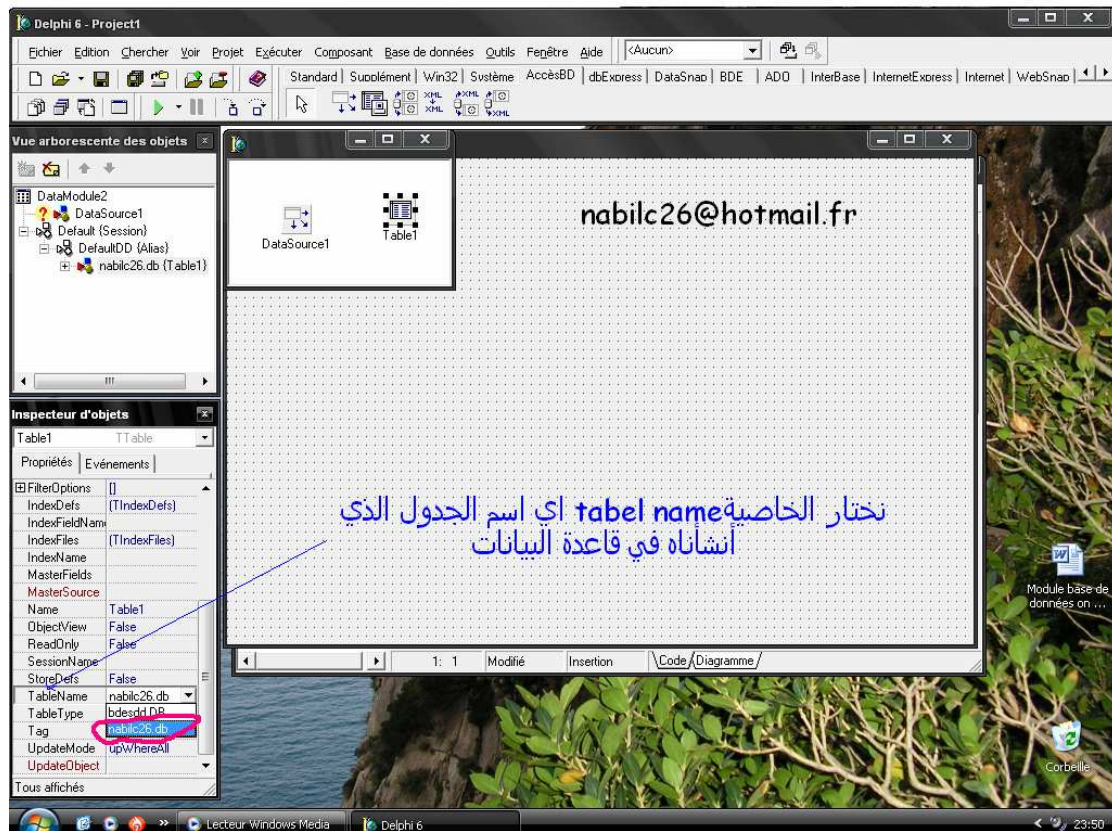 Delphi 6 - Project1
Fichier Edition Chercher Voir Projet Exécuter Composant Base de données Outils Fenêtre Aide <Aucun>
Standard Supplément Win32 Système AccèsBD dbExpress DataSnap BDE ADO InterBase InternetExpress Internet WebSnap
Vue arborescente des objets
DataModule2
DataSource1
Default {Session}
DefaultDD {Alias}
nabilc26.db {Table1}
DataSource1
Table1
nabilc26@hotmail.fr
Inspecteur d'objets
Table1 TTable
Propriétés Evénements
FilterOptions []
IndexDefs (TIndexDefs)
IndexFieldNam
IndexFiles (TIndexFiles)
IndexName
MasterFields
MasterSource
Name Table1
ObjectView False
ReadOnly False
SessionName
StoreDefs False
TableName nabilc26.db
TableType bdesdd.DB
Tag nabilc26.db
UpdateMode upWhereAll
UpdateObject
Tous affichés
نختار الخاصيةtabel name اي اسم الجدول الذي
أنشأناه في قاعدة البيانات
1: 1 Modifié Insertion Code Diagramme
Module base de
données on ...
Corbeille
Lecteur Windows Media Delphi 6 23:50